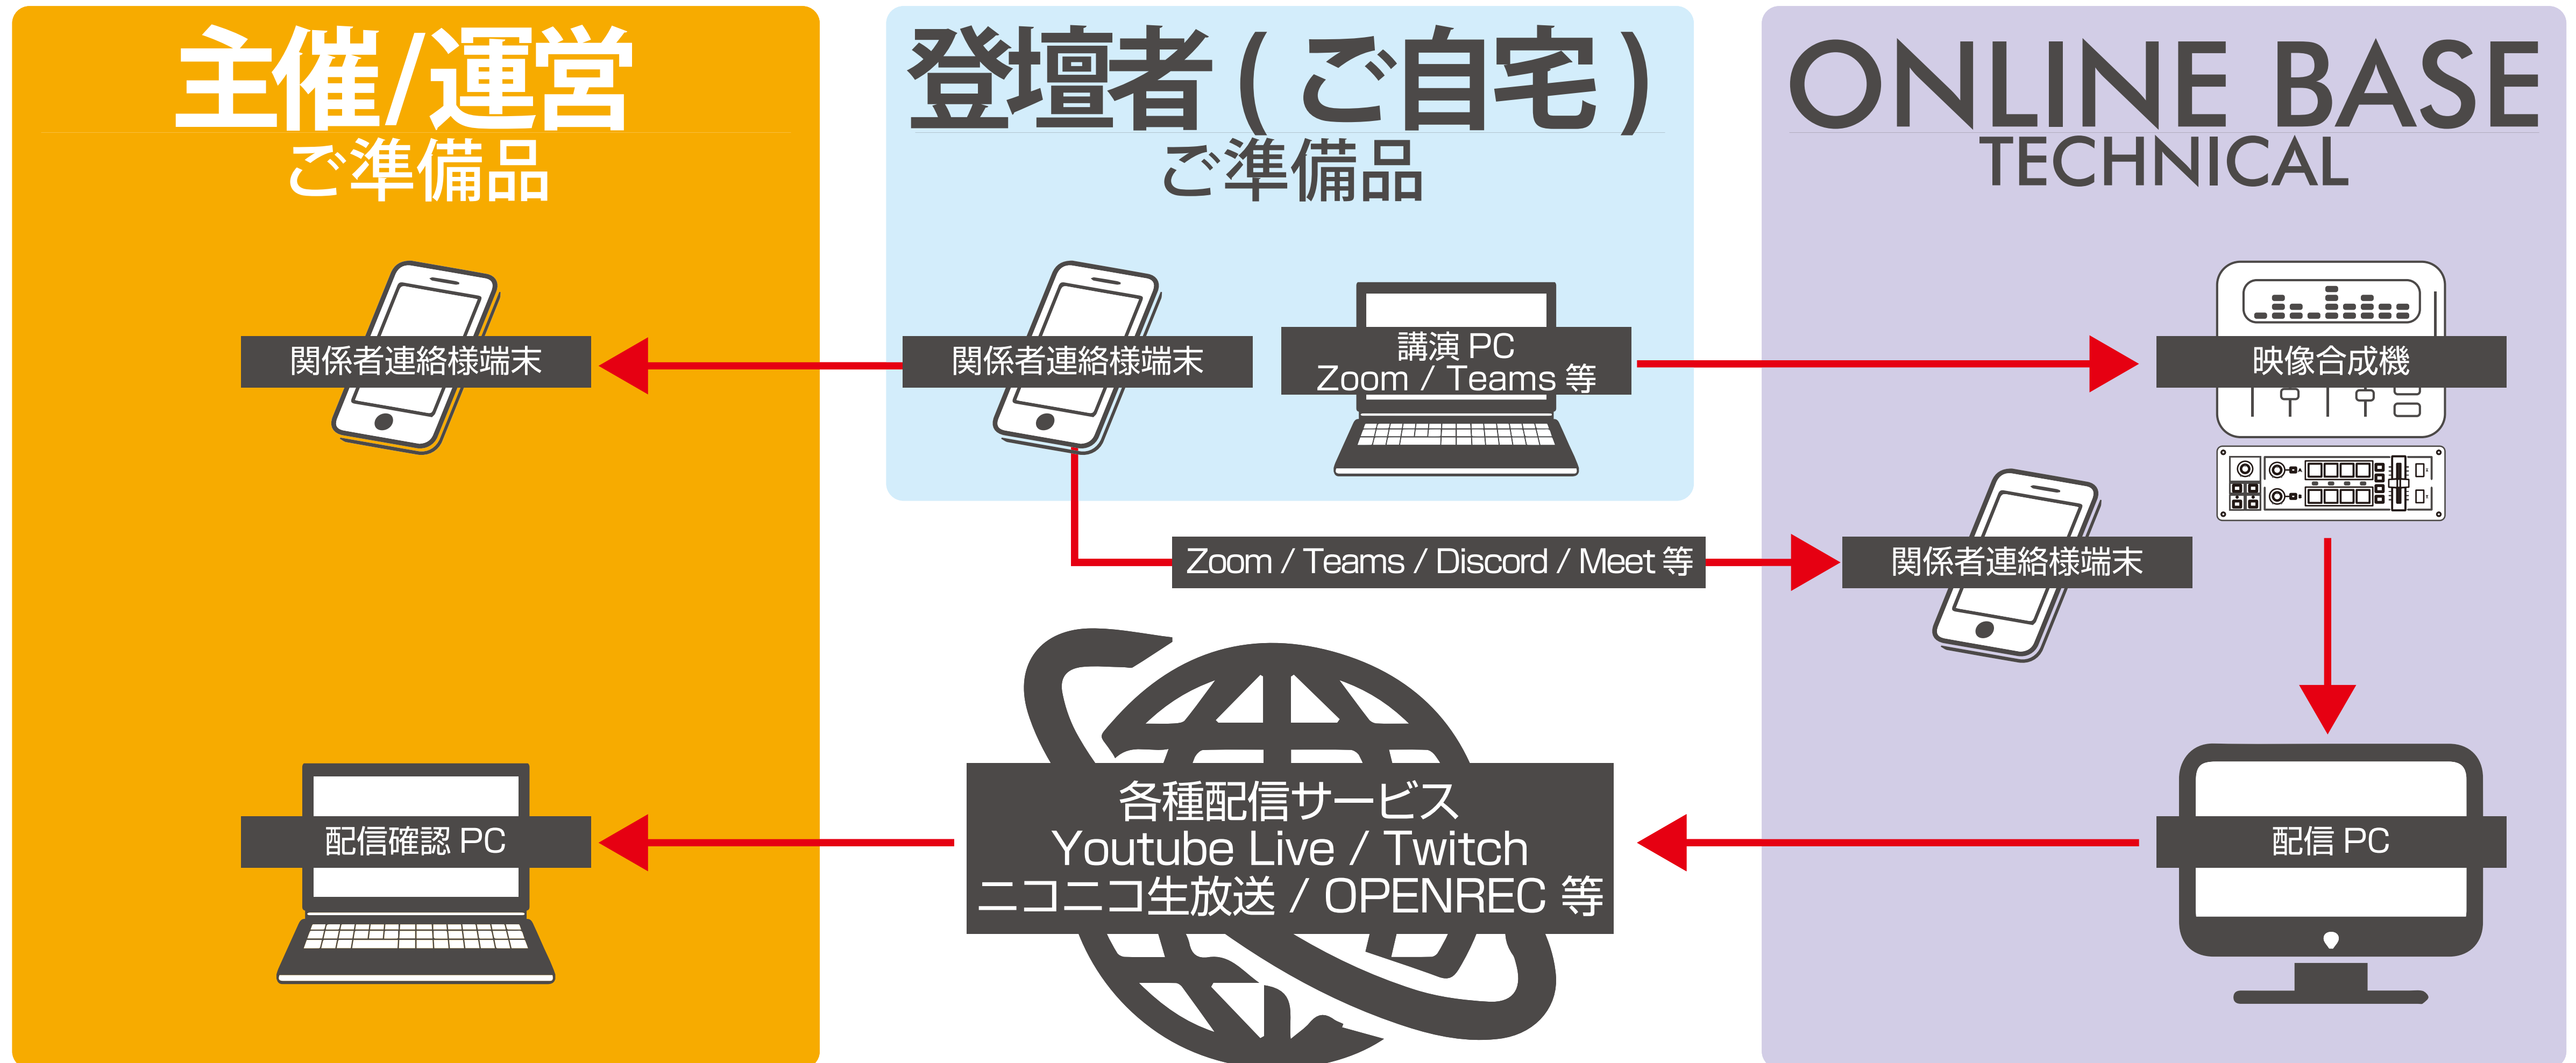 主催/運営
ご準備品
関係者連絡様端末
配信確認 PC
登壇者 ( ご自宅 )
ご準備品
関係者連絡様端末
講演 PC
Zoom / Teams 等
Zoom / Teams / Discord / Meet 等
各種配信サービス
Youtube Live / Twitch
ニコニコ生放送 / OPENREC 等
ONLINE BASE
TECHNICAL
映像合成機
関係者連絡様端末
配信 PC